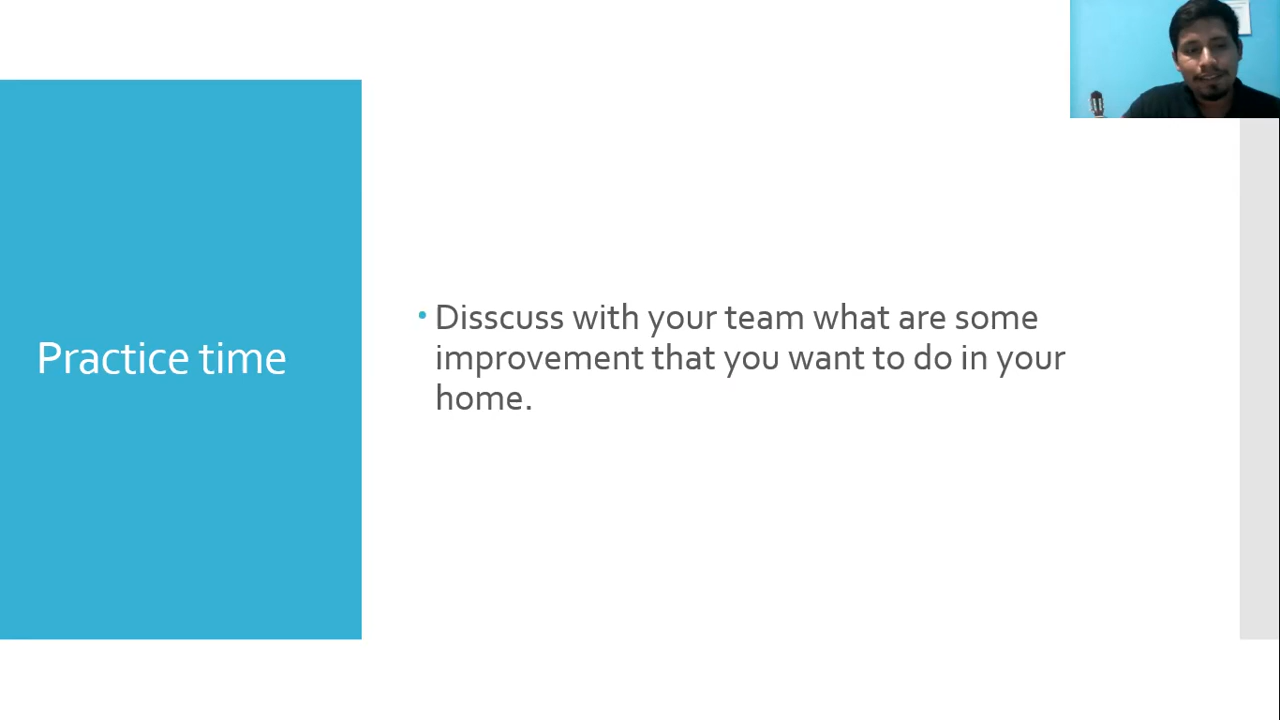 Practice time
• Disscuss with your team what are some
improvement that you want to do in your
home.